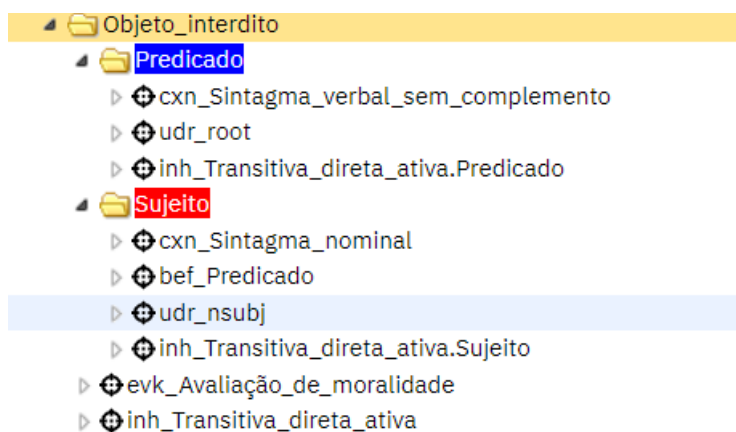 Objeto_interdito
Predicado
cxn_Sintagma_verbal_sem_complemento
udr_root
inh_Transitiva_direta_ativa.Predicado
Sujeito
cxn_Sintagma_nominal
bef_Predicado
udr_nsubj
inh_Transitiva_direta_ativa.Sujeito
evk_Avaliação_de_moralidade
inh_Transitiva_direta_ativa